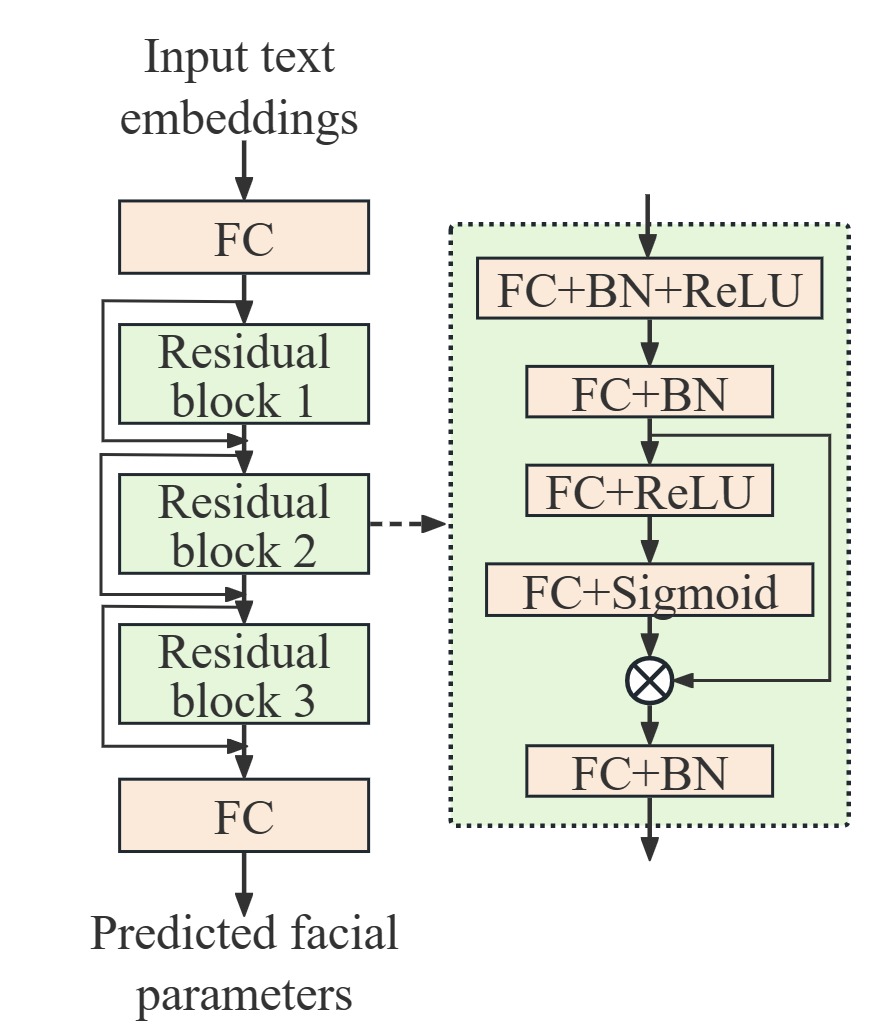 Input text
embeddings
FC
Residual
block 1
Residual
block 2
Residual
block 3
FC
Predicted facial
parameters
FC+BN+ReLU
FC+BN
FC+ReLU
FC+Sigmoid
FC+BN